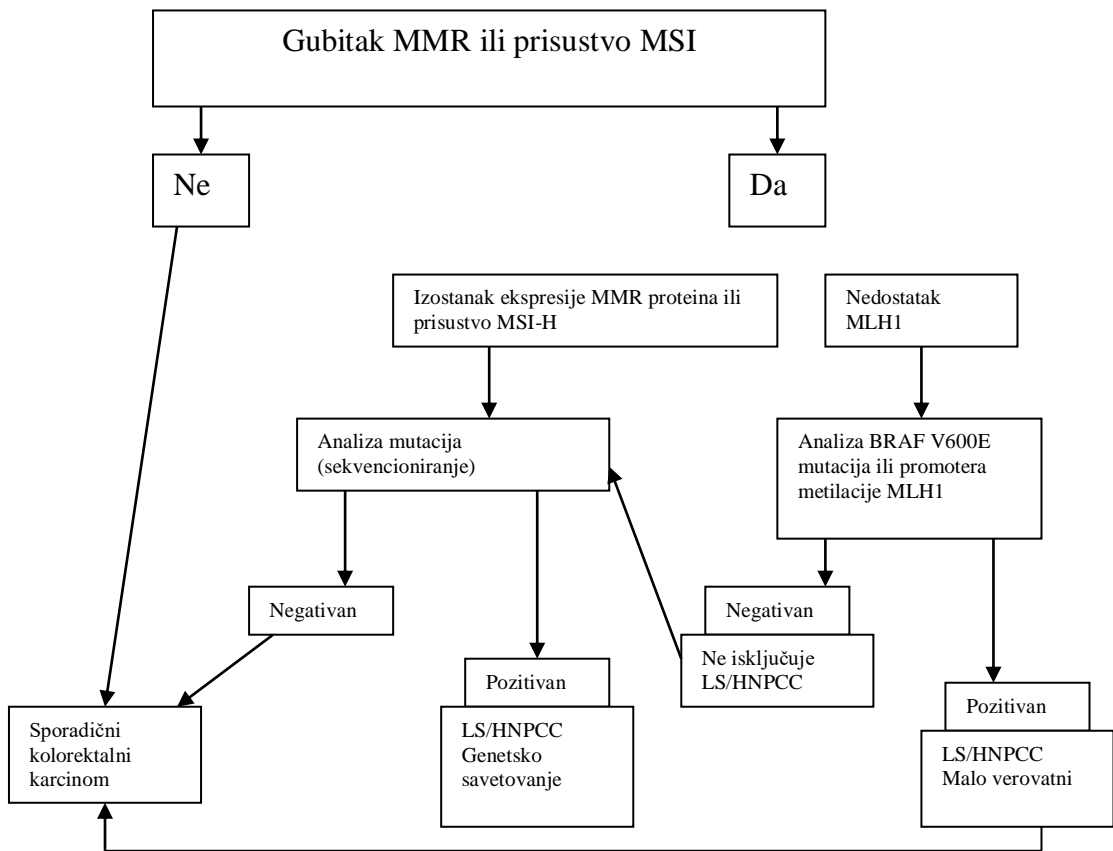 Gubitak MMR ili prisustvo MSI
Ne
Da
Izostanak ekspresije MMR proteina ili
prisustvo MSI-H
Nedostatak
MLH1
Analiza mutacija
(sekvencioniranje)
Analiza BRAF V600E
mutacija ili promotera
metilacije MLH1
Negativan
Negativan
Ne isključuje
LS/HNPCC
Pozitivan
LS/HNPCC
Genetsko
savetovanje
Pozitivan
LS/HNPCC
Malo verovatni
Sporadični
kolorektalni
karcinom